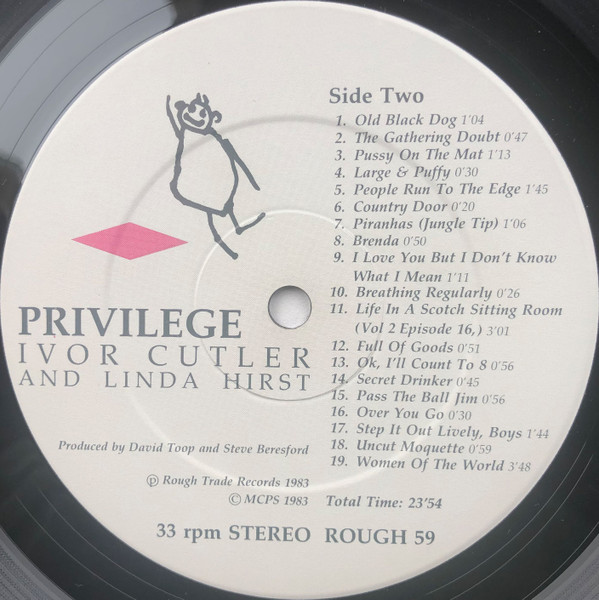 Side Two
1. Old Black Dog 1'04
2. The Gathering Doubt 0'47
3. Pussy On The Mat 1'13
4. Large & Puffy 0'30
5. People Run To The Edge 1'45
6. Country Door 0'20
7. Piranhas (Jungle Tip) 1'06
8. Brenda 0'50
9. I Love You But I Don't Know
What I Mean 1'11
10. Breathing Regularly 0'26
11. Life In A Scotch Sitting Room
(Vol 2 Episode 16,) 3'01
12. Full Of Goods 0'51
13. Ok, I'll Count To 8 0'56
14. Secret Drinker 0'45
15. Pass The Ball Jim 0'56
16. Over You Go 0'30
17. Step It Out Lively, Boys 1'44
18. Uncut Moquette 0'59
19. Women Of The World 3'48
PRIVILEGE
IVOR CUTLER
AND LINDA HIRST
Produced by David Toop and Steve Beresford
℗ Rough Trade Records 1983
© MCPS 1983 Total Time: 23'54
33 rpm STEREO ROUGH 59